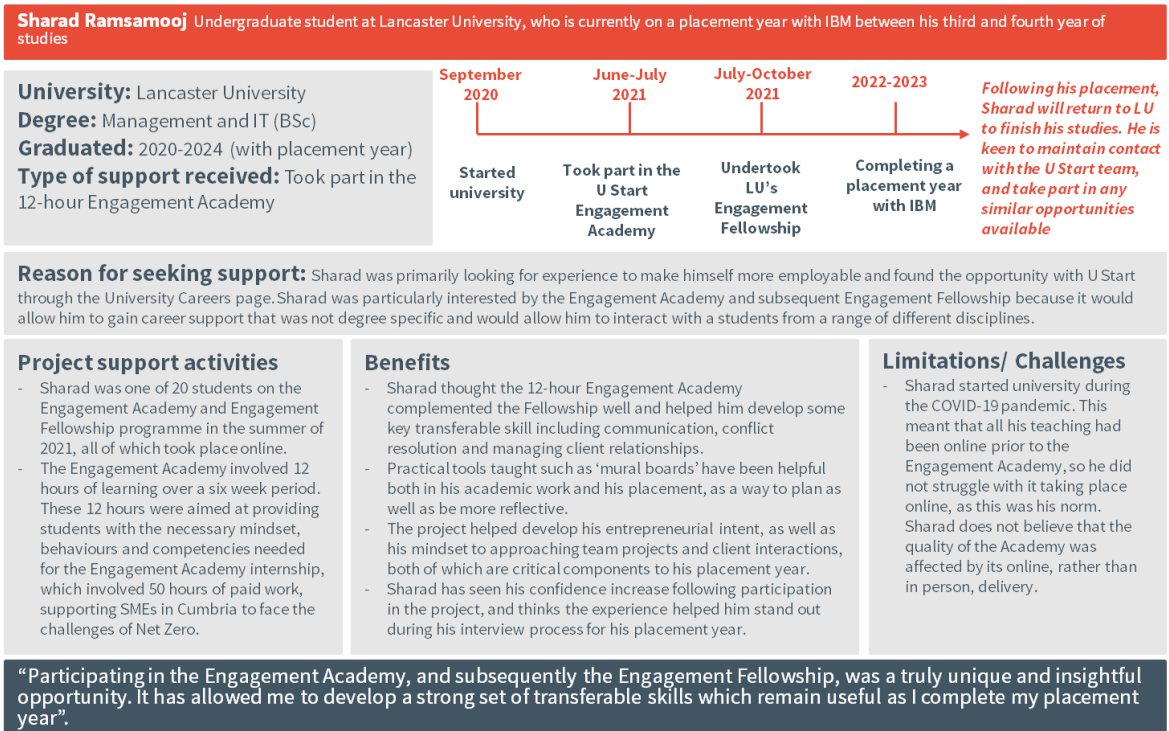 Sharad Ramsamooj Undergraduate student at Lancaster University, who is currently on a placement year with IBM between his third and fourth year of
studies
University: Lancaster University
Degree: Management and IT (BSc)
Graduated: 2020-2024 (with placement year)
Type of support received: Took part in the
12-hour Engagement Academy
September
2020
Started
university
June-July
2021
Took part in the
U Start
Engagement
Academy
July-October
2021
Undertook
LU's
Engagement
Fellowship
2022-2023
Completing a
placement year
with IBM
Following his placement,
Sharad will return to LU
to finish his studies. He is
keen to maintain contact
with the U Start team,
and take part in any
similar opportunities
available
Reason for seeking support: Sharad was primarily looking for experience to make himself more employable and found the opportunity with U Start
through the University Careers page. Sharad was particularly interested by the Engagement Academy and subsequent Engagement Fellowship because it would
allow him to gain career support that was not degree specific and would allow him to interact with a students from a range of different disciplines.
Project support activities
- Sharad was one of 20 students on the
Engagement Academy and Engagement
Fellowship programme in the summer of
2021, all of which took place online.
- The Engagement Academy involved 12
hours of learning over a six week period.
These 12 hours were aimed at providing
students with the necessary mindset,
behaviours and competencies needed
for the Engagement Academy internship,
which involved 50 hours of paid work,
supporting SMEs in Cumbria to face the
challenges of Net Zero.
Benefits
- Sharad thought the 12-hour Engagement Academy
complemented the Fellowship well and helped him develop some
key transferable skill including communication, conflict
resolution and managing client relationships.
- Practical tools taught such as 'mural boards' have been helpful
both in his academic work and his placement, as a way to plan as
well as be more reflective.
- The project helped develop his entrepreneurial intent, as well as
his mindset to approaching team projects and client interactions,
both of which are critical components to his placement year.
- Sharad has seen his confidence increase following participation
in the project, and thinks the experience helped him stand out
during his interview process for his placement year.
Limitations/ Challenges
- Sharad started university during
the COVID-19 pandemic. This
meant that all his teaching had
been online prior to the
Engagement Academy, so he did
not struggle with it taking place
online, as this was his norm.
Sharad does not believe that the
quality of the Academy was
affected by its online, rather than
in person, delivery.
“Participating in the Engagement Academy, and subsequently the Engagement Fellowship, was a truly unique and insightful
opportunity. It has allowed me to develop a strong set of transferable skills which remain useful as I complete my placement
year”.